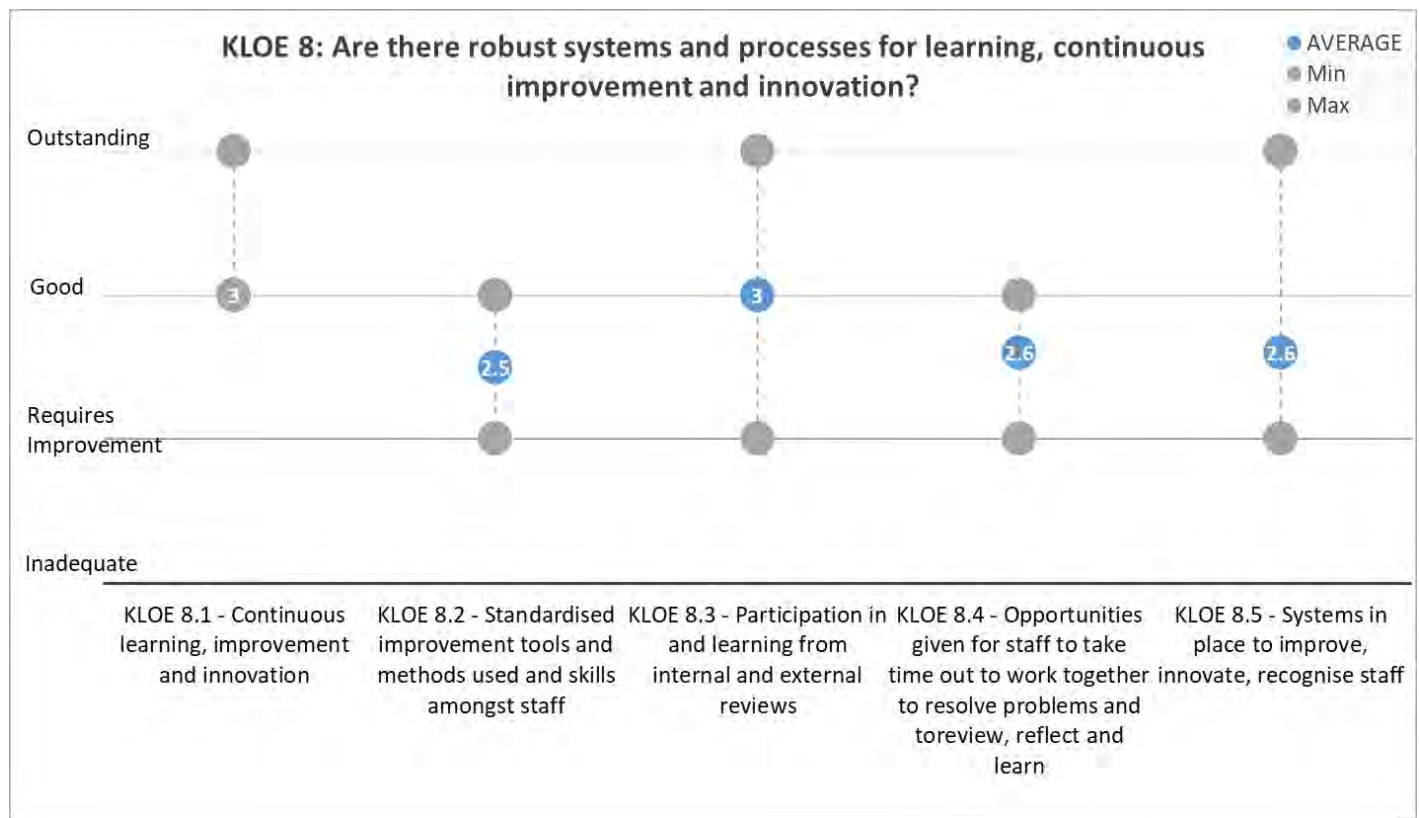 KLOE 8: Are there robust systems and processes for learning, continuous
improvement and innovation?
AVERAGE
Min
Max
Outstanding
Good
Requires
Improvement
Inadequate
3
2.5
3
2.6
2.6
KLOE 8.1 - Continuous
learning, improvement
and innovation
KLOE 8.2 - Standardised
improvement tools and
methods used and skills
amongst staff
KLOE 8.3 - Participation in
and learning from
internal and external
reviews
KLOE 8.4 - Opportunities
given for staff to take
time out to work together
to resolve problems and
toreview, reflect and
learn
KLOE 8.5 - Systems in
place to improve,
innovate, recognise staff